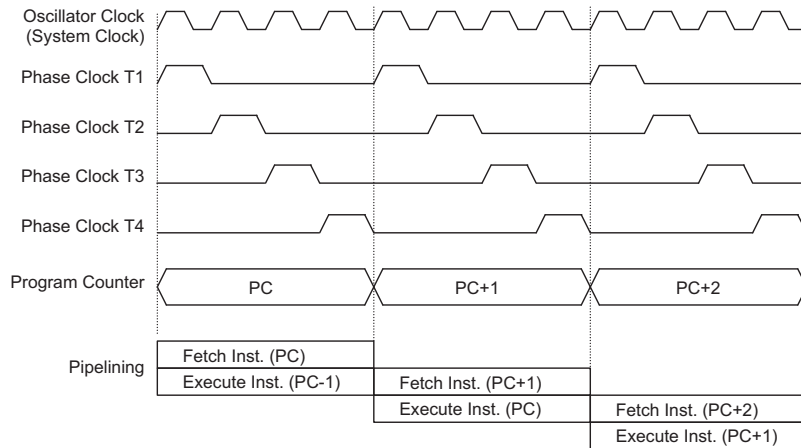 Oscillator Clock
(System Clock)
Phase Clock T1
Phase Clock T2
Phase Clock T3
Phase Clock T4
Program Counter
PC
PC+1
PC+2
Pipelining
Fetch Inst. (PC)
Execute Inst. (PC-1)
Fetch Inst. (PC+1)
Execute Inst. (PC)
Fetch Inst. (PC+2)
Execute Inst. (PC+1)